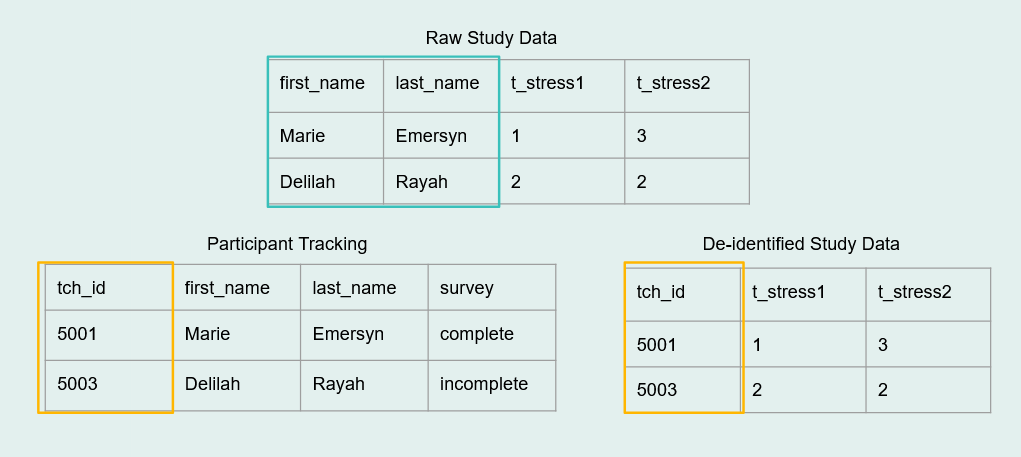 Raw Study Data
first_name last_name t_stress1 t_stress2
Marie Emersyn 1 3
Delilah Rayah 2 2
Participant Tracking
tch_id first_name last_name survey
5001 Marie Emersyn complete
5003 Delilah Rayah incomplete
De-identified Study Data
tch_id t_stress1 t_stress2
5001 1 3
5003 2 2